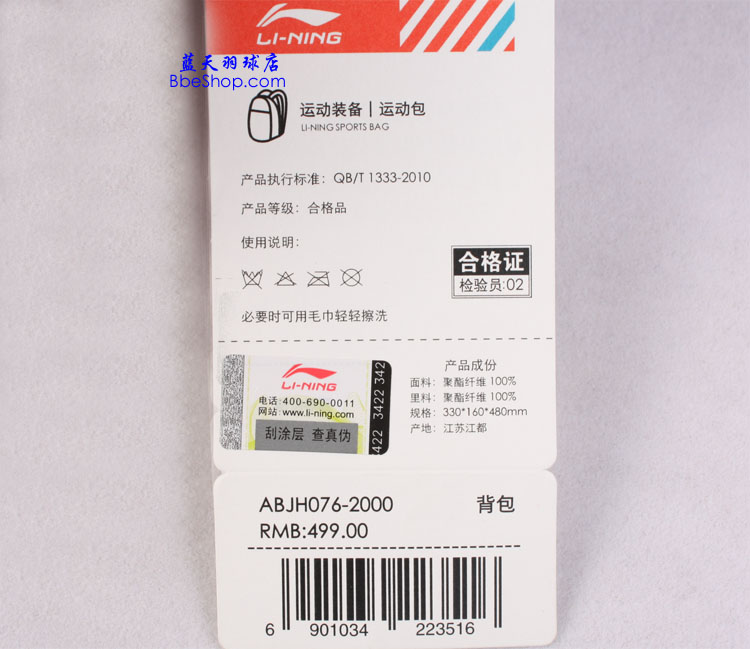 LI-NING
蓝天羽球店
BbeShop.com
运动装备 | 运动包
LI-NING SPORTS BAG
产品执行标准：QB/T 1333-2010
产品等级：合格品
使用说明：
合格证
检验员:02
必要时可用毛巾轻轻擦洗
LI-NING
电话:400-690-0011
网站:www.li-ning.com
刮涂层 查真伪
3422 3422 342
产品成份
面料：聚酯纤维 100%
里料：聚酯纤维 100%
规格：330*160*480mm
产地：江苏江都
ABJH076-2000 背包
RMB:499.00
6 901034 223516